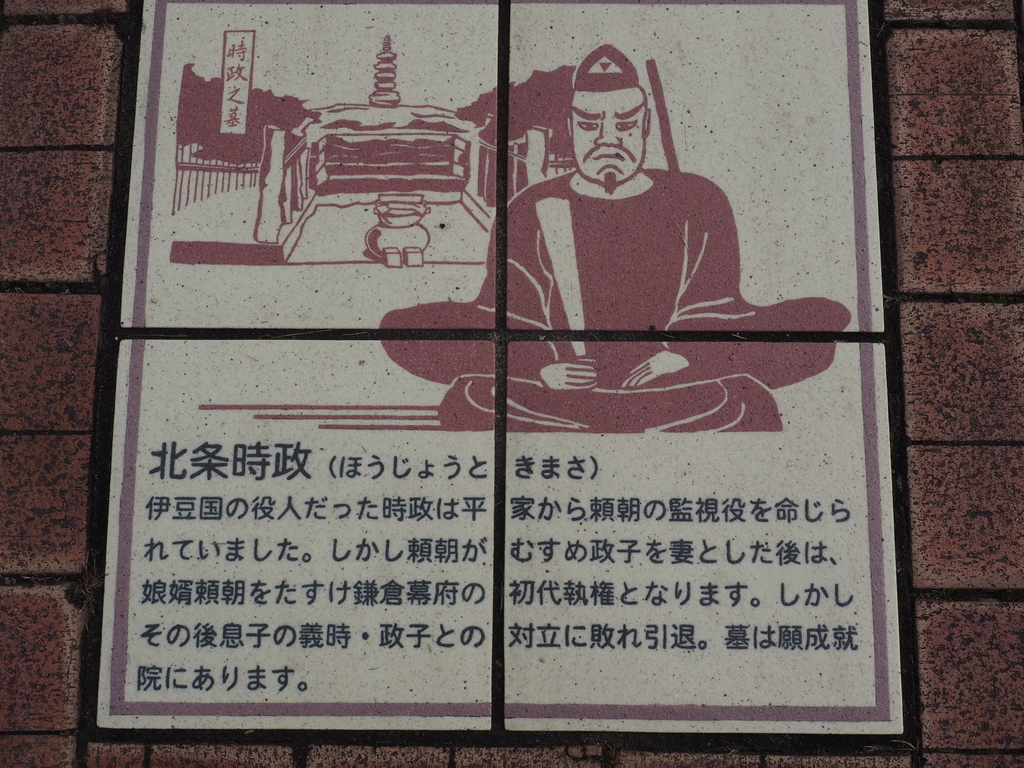 時政之墓
北条時政(ほうじょうときまさ)
伊豆国の役人だった時政は平家から頼朝の監視役を命じら
れていました。しかし頼朝がむすめ政子を妻とした後は、
娘婿頼朝をたすけ鎌倉幕府の初代執権となります。しかし
その後息子の義時・政子との対立に敗れ引退。墓は願成就
院にあります。